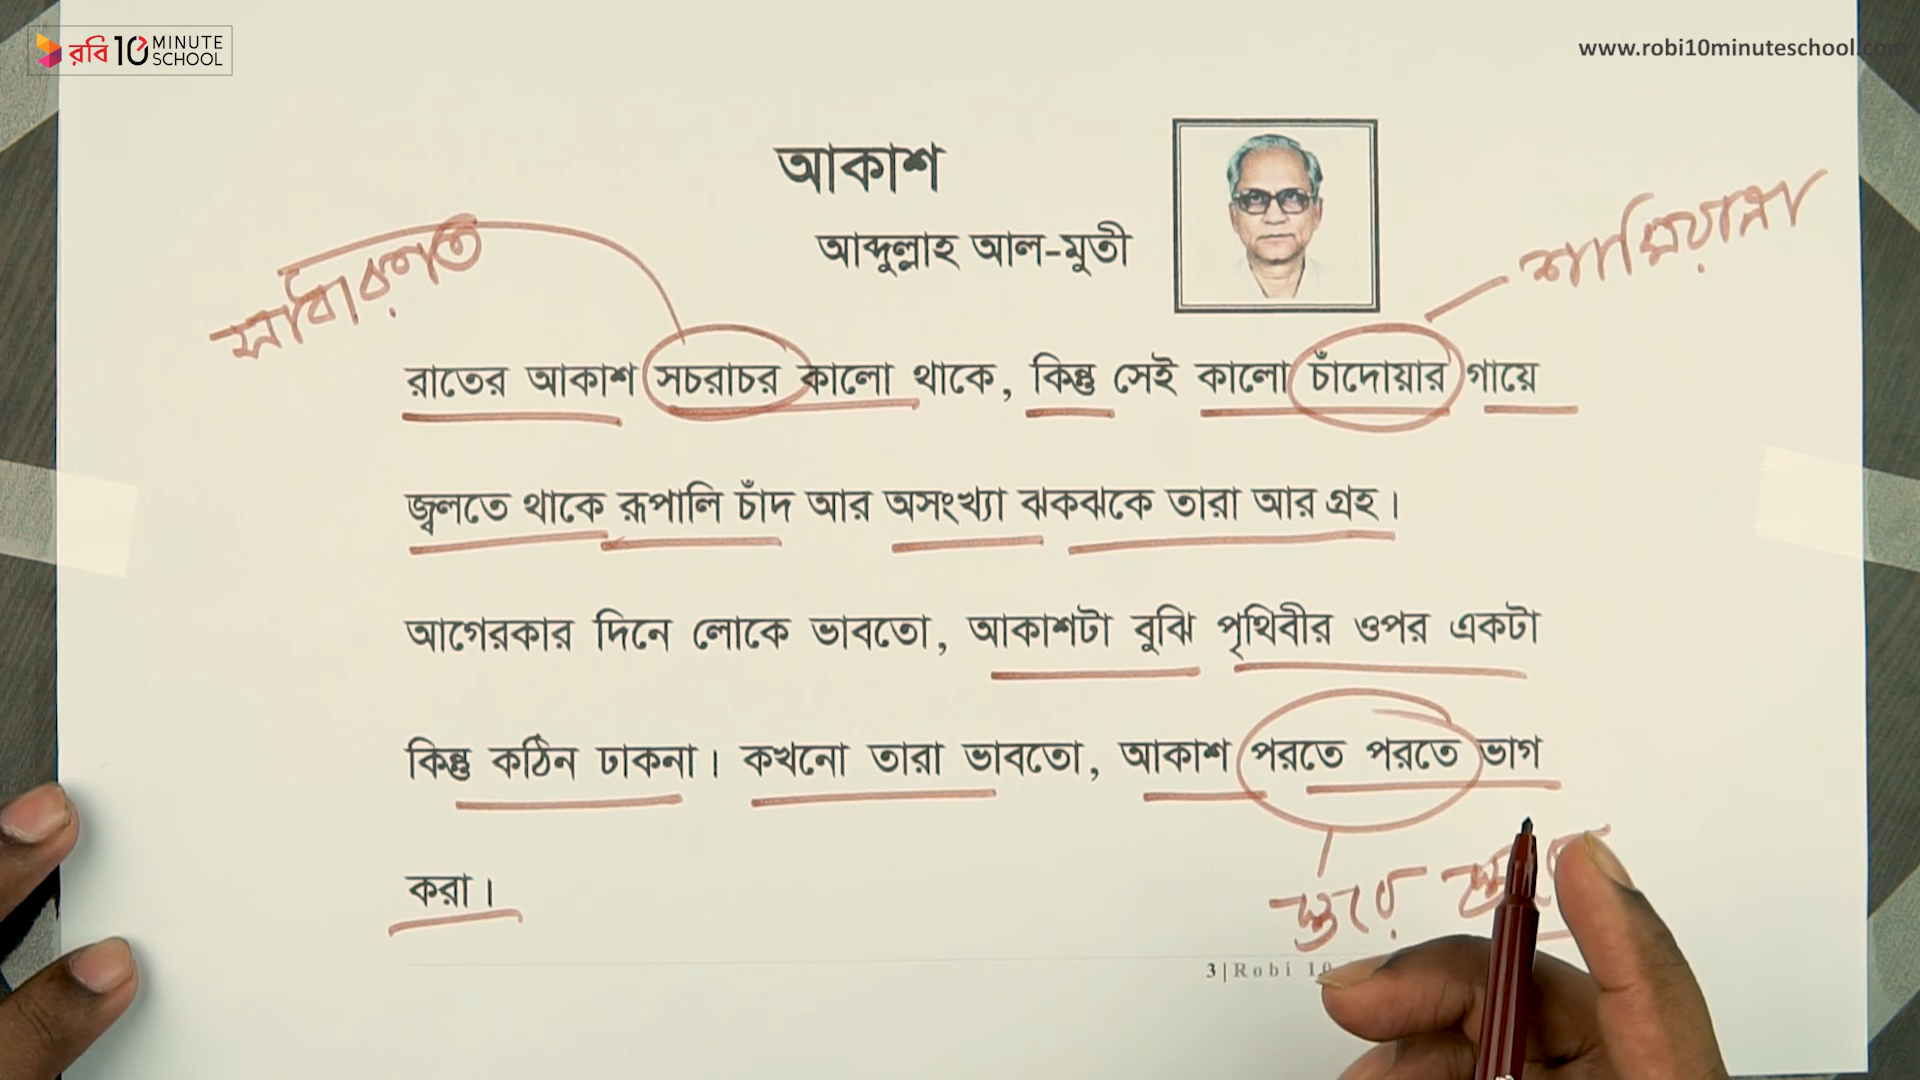 রবি 10 MINUTE SCHOOL
www.robi10minuteschool.com
আকাশ
আব্দুল্লাহ আল-মুতী
সাধারণত
শামিয়ানা
রাতের আকাশ সচরাচর কালো থাকে, কিন্তু সেই কালো চাঁদোয়ার গায়ে
জ্বলতে থাকে রূপালি চাঁদ আর অসংখ্য ঝকঝকে তারা আর গ্রহ।
আগেরকার দিনে লোকে ভাবতো, আকাশটা বুঝি পৃথিবীর ওপর একটা
কিন্তু কঠিন ঢাকনা। কখনো তারা ভাবতো, আকাশ পরতে পরতে ভাগ
করা।
স্তরে
3|Robi 10